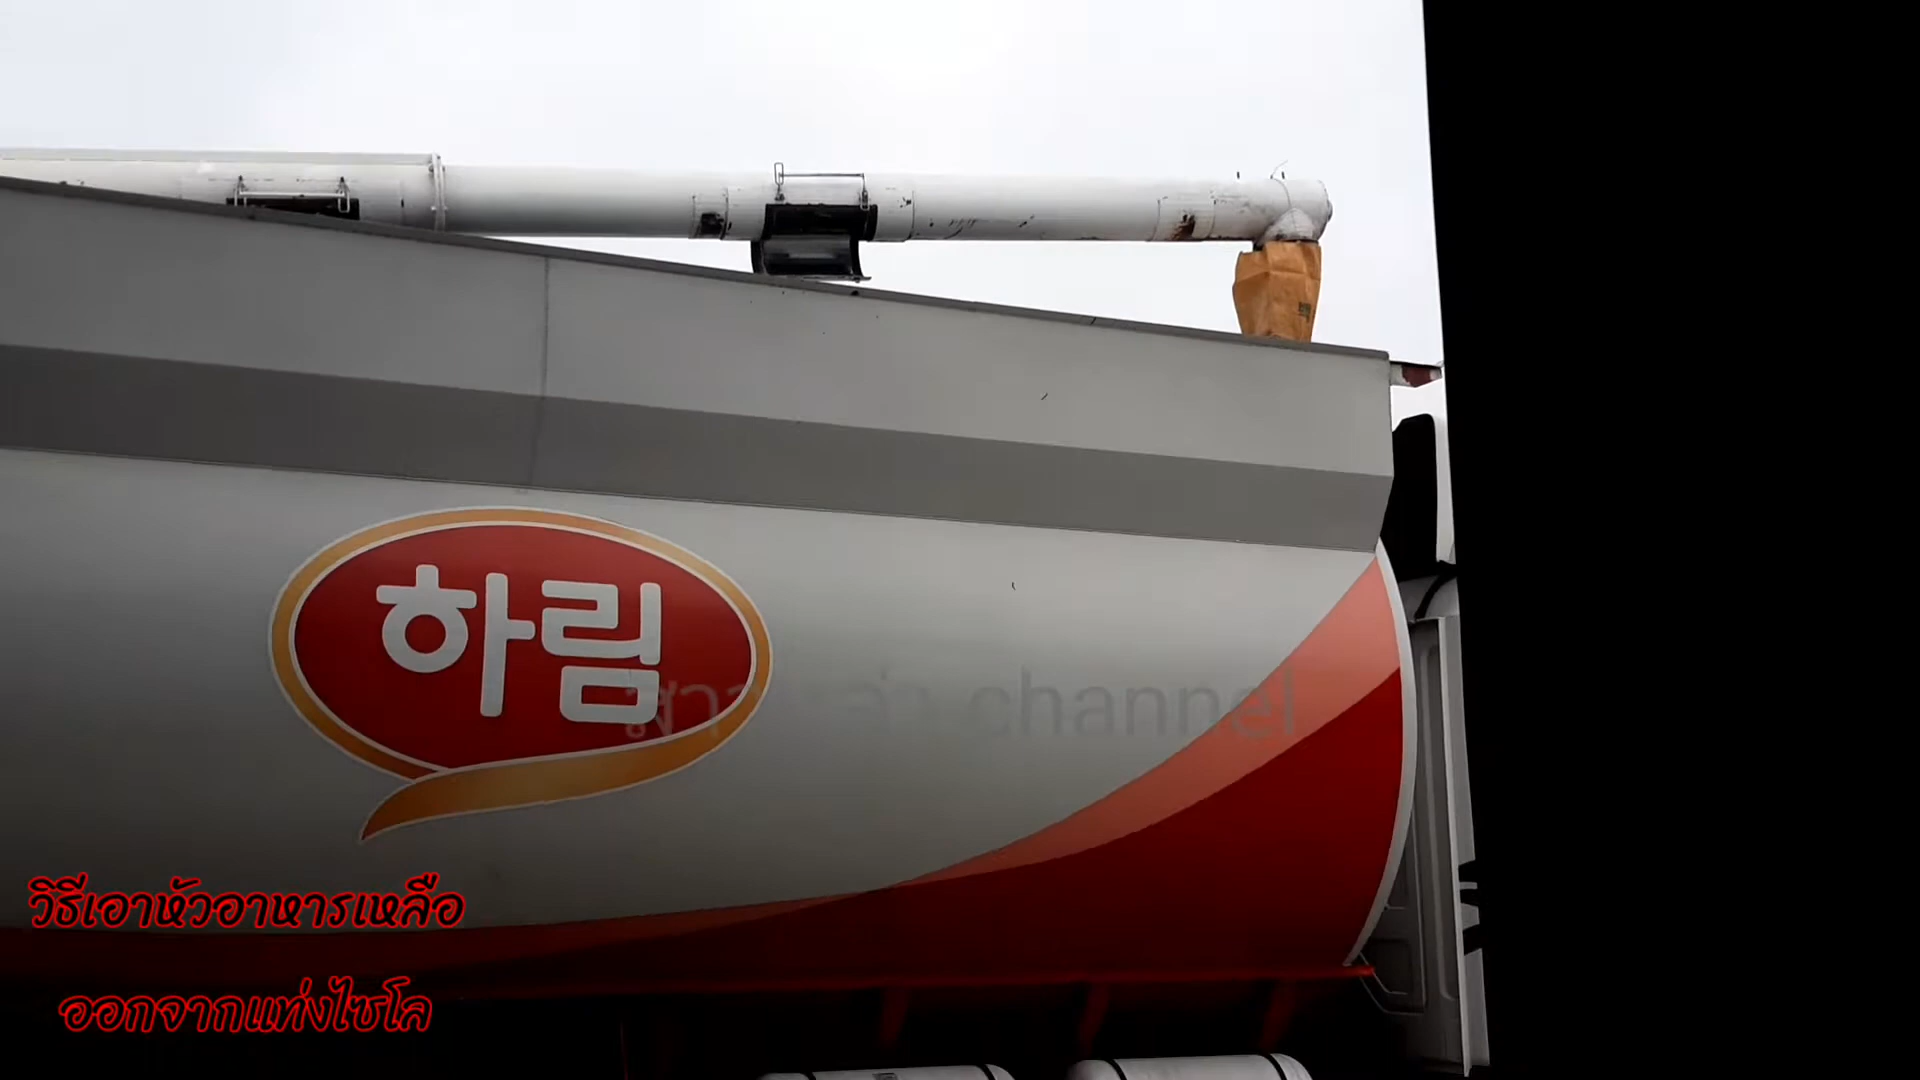 하림
channel
วิธีเอาหัวอาหารเหลือ
ออกจากแท่งไซโล